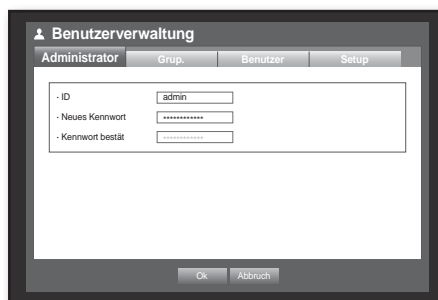 Benutzerverwaltung
Administrator Grup. Benutzer Setup
· ID admin
· Neues Kennwort ************
· Kennwort bestät ************
Ok Abbruch